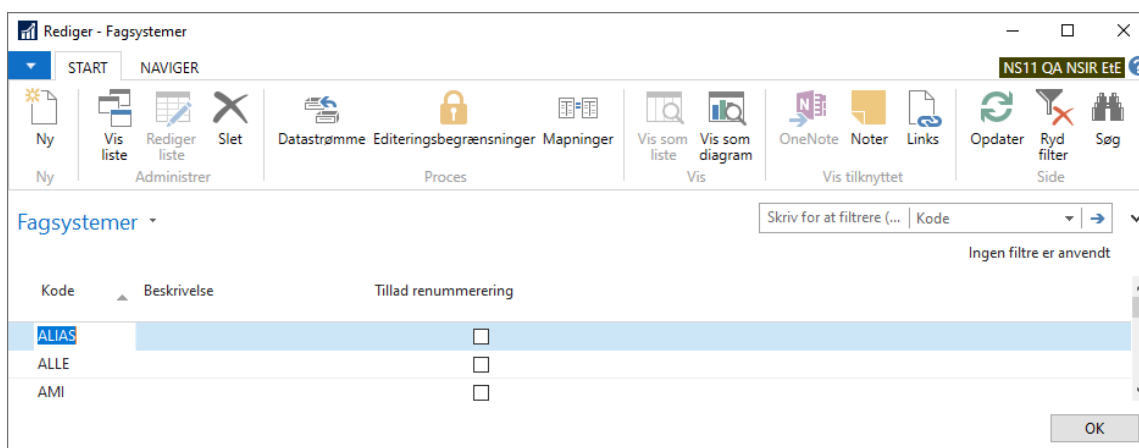 Rediger - Fagsystemer
START NAVIGER NS11 QA NSIR EtE ?
Ny Vis liste Rediger liste Slet Datastrømme Editeringsbegrænsninger Mapninger Vis som liste Vis som diagram OneNote Noter Links Opdater Ryd filter Søg
Ny Administrer Proces Vis Vis tilknyttet Side
Fagsystemer Skriv for at filtrere (... Kode
Ingen filtre er anvendt
Kode Beskrivelse Tillad renummerering
ALIAS
ALLE
AMI
OK